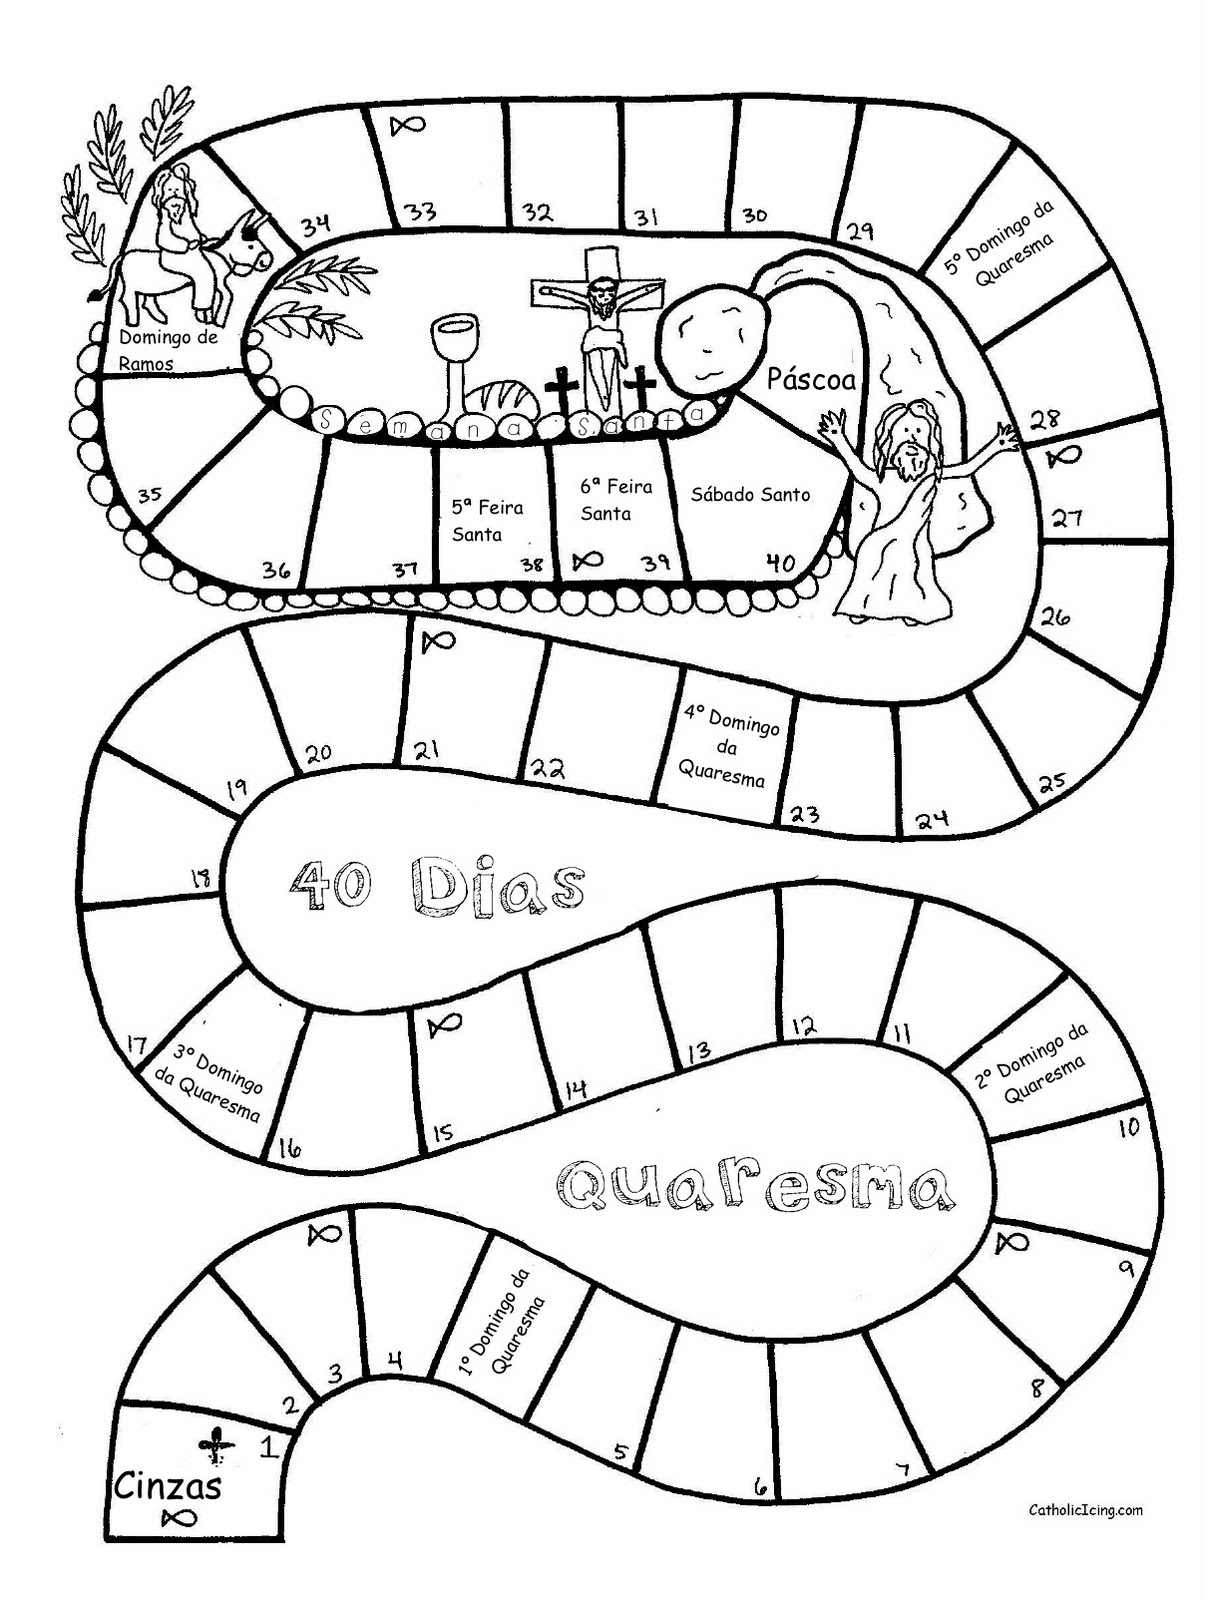 34
33
32
31
30
29
5º Domingo da
Quaresma
Domingo de
Ramos
Páscoa
Semana Santa
28
27
26
35
36
37
5ª Feira
Santa
38
6ª Feira
Santa
39
Sábado Santo
40
19
20
21
22
4º Domingo
da
Quaresma
23
24
25
18
40 Dias
17
3º Domingo
da Quaresma
16
15
14
13
12
11
2º Domingo da
Quaresma
10
Quaresma
9
8
7
6
5
1º Domingo da
Quaresma
4
3
2
1
Cinzas
CatholicIcing.com